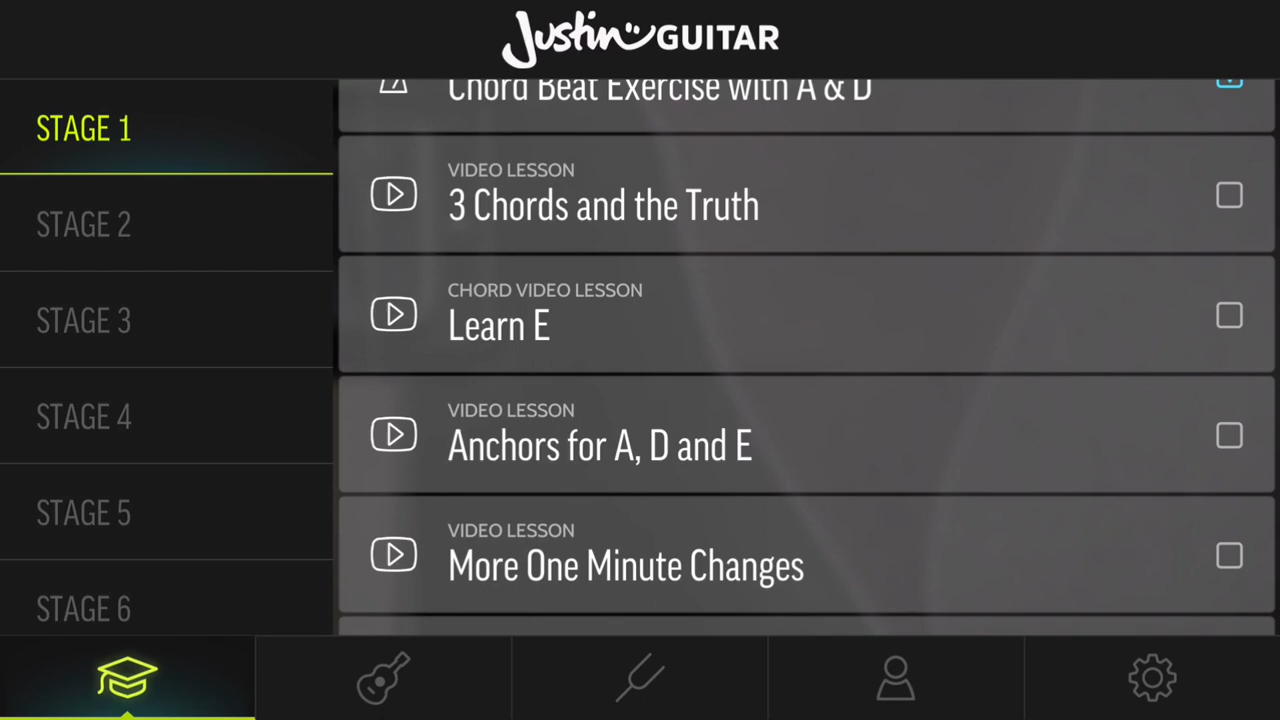 Justin GUITAR
STAGE 1
STAGE 2
STAGE 3
STAGE 4
STAGE 5
STAGE 6
Chord Beat Exercise with A & D
VIDEO LESSON
3 Chords and the Truth
CHORD VIDEO LESSON
Learn E
VIDEO LESSON
Anchors for A, D and E
VIDEO LESSON
More One Minute Changes